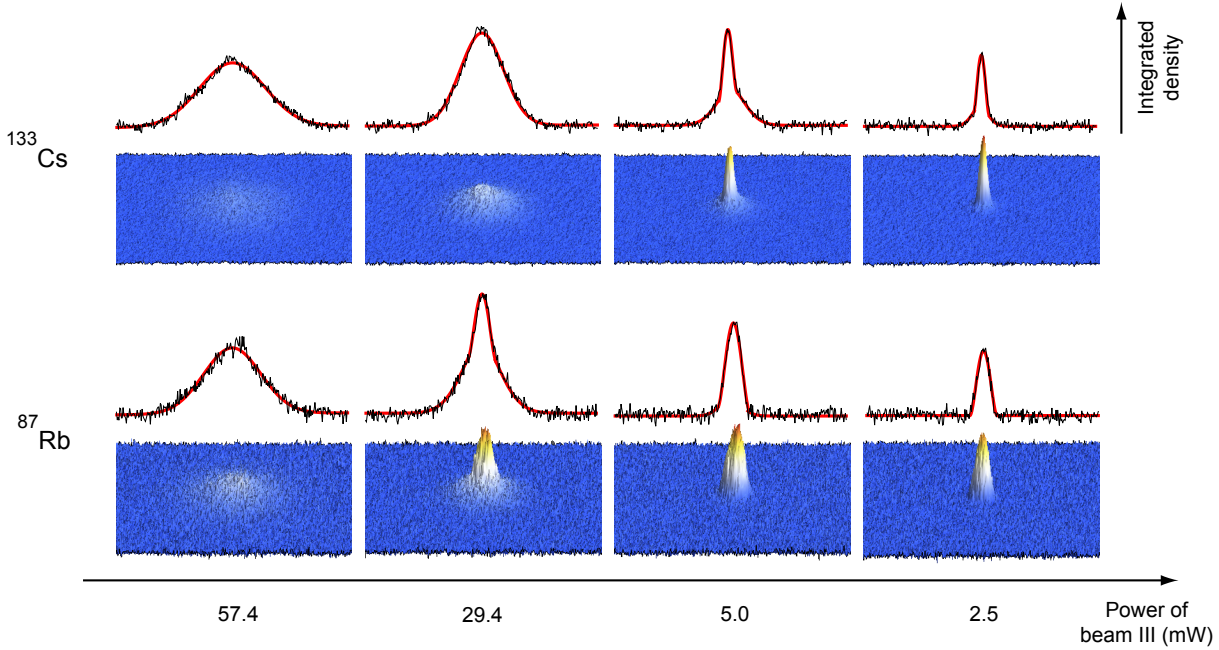 Integrated
density
133Cs
87Rb
57.4 29.4 5.0 2.5 Power of
beam III (mW)